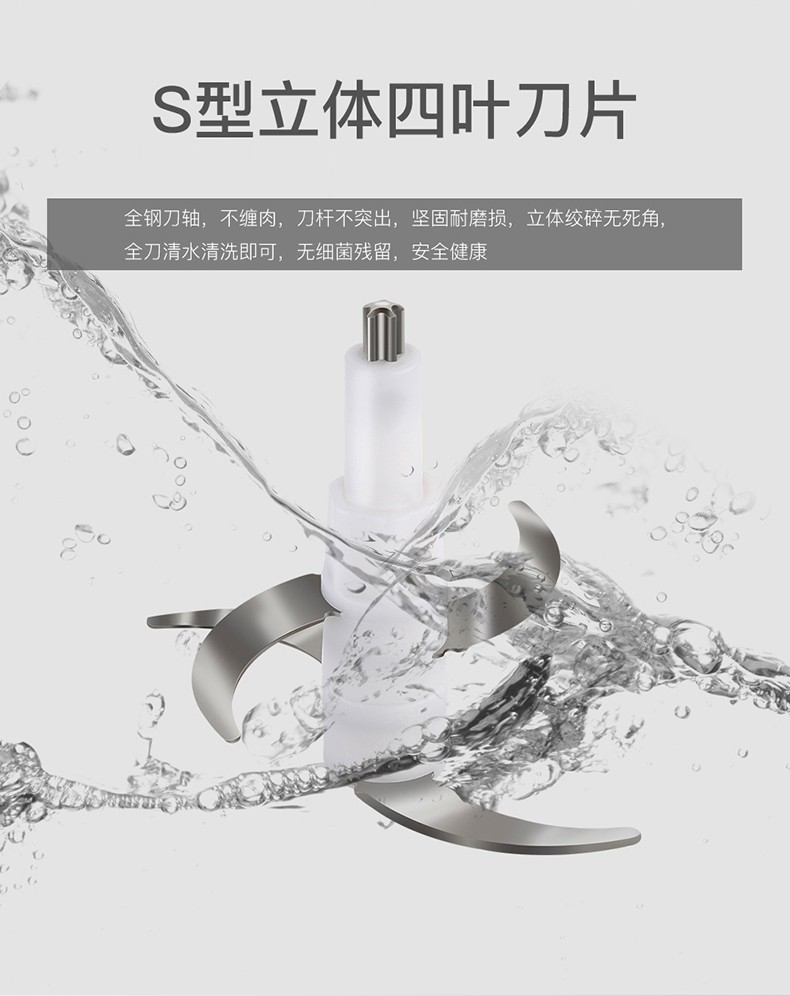 S型立体四叶刀片
全钢刀轴，不缠肉，刀杆不突出，坚固耐磨损，立体绞碎无死角，
全刀清水清洗即可，无细菌残留，安全健康